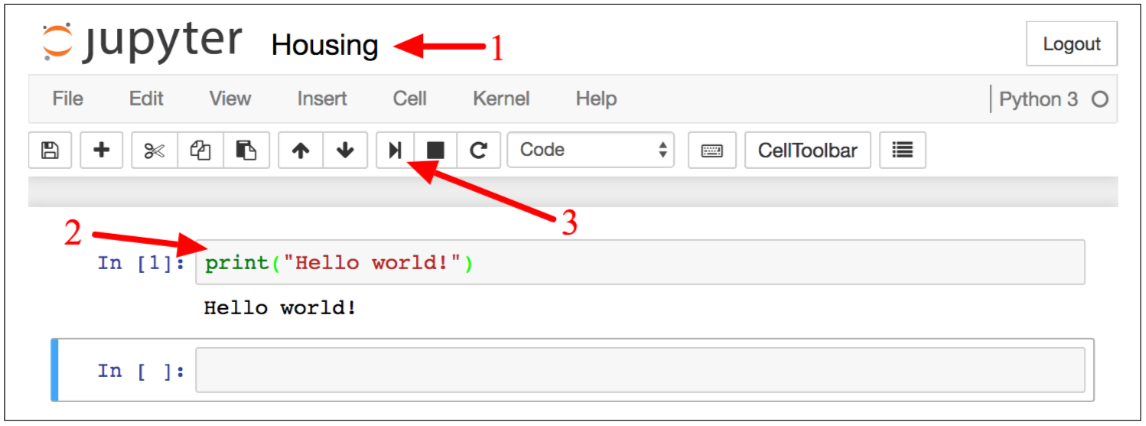 jupyter Housing 1 Logout
File Edit View Insert Cell Kernel Help Python 3
Code CellToolbar
3
2
In [1]: print("Hello world!")
Hello world!
In [ ]: